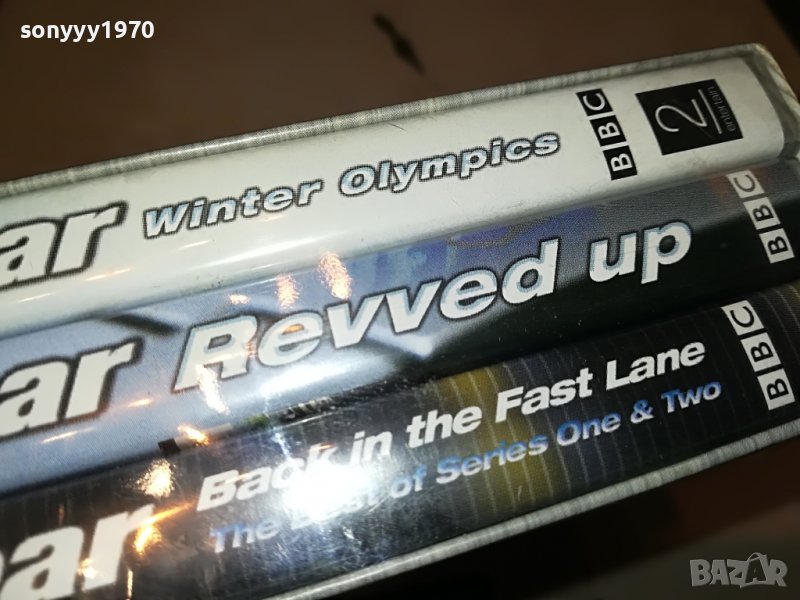 sonyyy1970
ar Winter Olympics BBC 2 entertain
ar Revved up BBC
ear Back in the Fast Lane BBC
The Best of Series One & Two
BAZAR